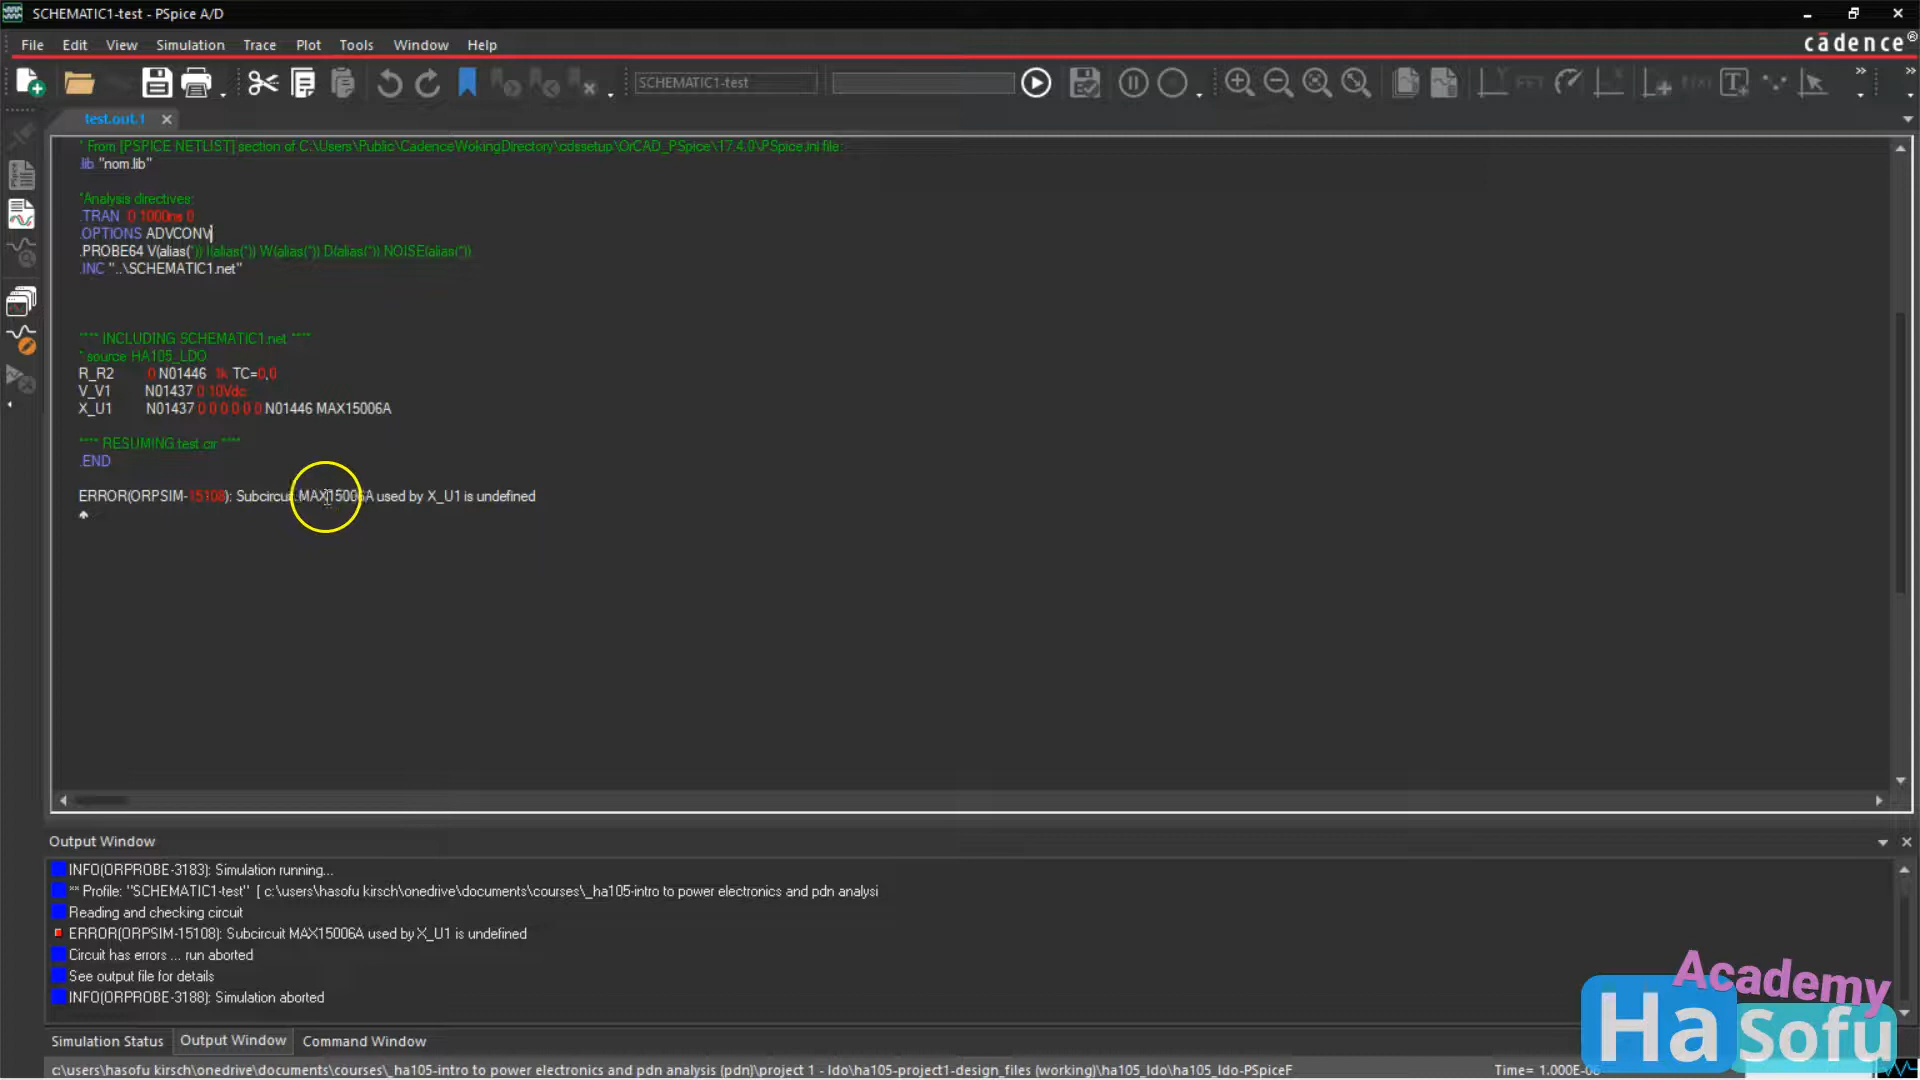 SCHEMATIC1-test - PSpice A/D
File Edit View Simulation Trace Plot Tools Window Help
cādence®
SCHEMATIC1-test
test.out.1
* From [PSPICE NETLIST] section of C:\Users\Public\CadenceWokingDirectory\cdssetup\OrCAD_PSpice\17.4.0\PSpice.ini file:
.lib "nom.lib"
*Analysis directives:
.TRAN 0 1000ns 0
.OPTIONS ADVCONV
.PROBE64 V(alias(*)) I(alias(*)) W(alias(*)) D(alias(*)) NOISE(alias(*))
.INC "..\SCHEMATIC1.net"
**** INCLUDING SCHEMATIC1.net ****
* source HA105_LDO
R_R2 0 N01446 1k TC=0,0
V_V1 N01437 0 10Vdc
X_U1 N01437 0 0 0 0 0 0 N01446 MAX15006A
**** RESUMING test.cir ****
.END
ERROR(ORPSIM-15108): Subcircuit MAX15006A used by X_U1 is undefined
Output Window
INFO(ORPROBE-3183): Simulation running...
** Profile: "SCHEMATIC1-test" [ c:\users\hasofu kirsch\onedrive\documents\courses\_ha105-intro to power electronics and pdn analysi
Reading and checking circuit
ERROR(ORPSIM-15108): Subcircuit MAX15006A used by X_U1 is undefined
Circuit has errors ... run aborted
See output file for details
INFO(ORPROBE-3188): Simulation aborted
Simulation Status Output Window Command Window
c:\users\hasofu kirsch\onedrive\documents\courses\_ha105-intro to power electronics and pdn analysis (pdn)\project 1 - ldo\ha105-project1-design_files (working)\ha105_ldo\ha105_ldo-PSpiceF
Time= 1.000E-06
Academy
HaSofu